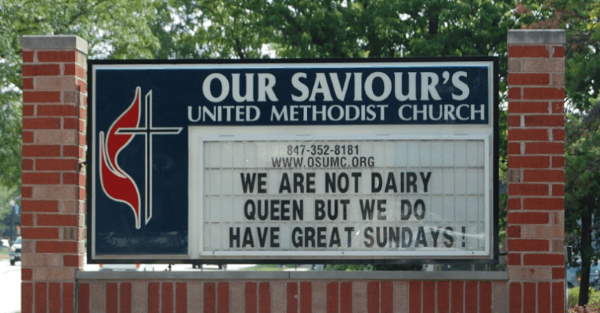 OUR SAVIOUR'S
UNITED METHODIST CHURCH
847-352-8181
WWW.OSUMC.ORG
WE ARE NOT DAIRY
QUEEN BUT WE DO
HAVE GREAT SUNDAYS!